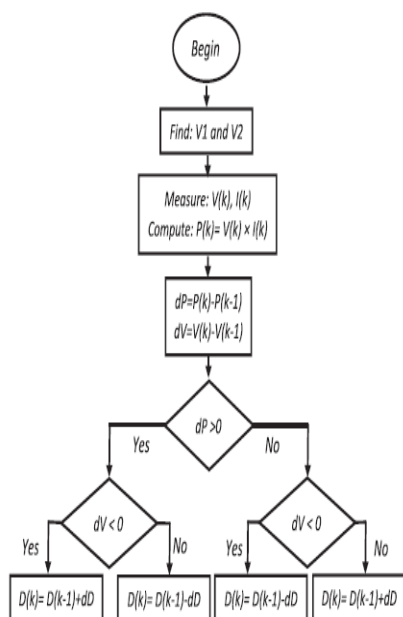 Begin
Find: V1 and V2
Measure: V(k), I(k)
Compute: P(k)= V(k) × I(k)
dP=P(k)-P(k-1)
dV=V(k)-V(k-1)
dP >0
Yes
No
dV < 0
dV < 0
Yes
No
Yes
No
D(k)= D(k-1)+dD
D(k)= D(k-1)-dD
D(k)= D(k-1)-dD
D(k)= D(k-1)+dD